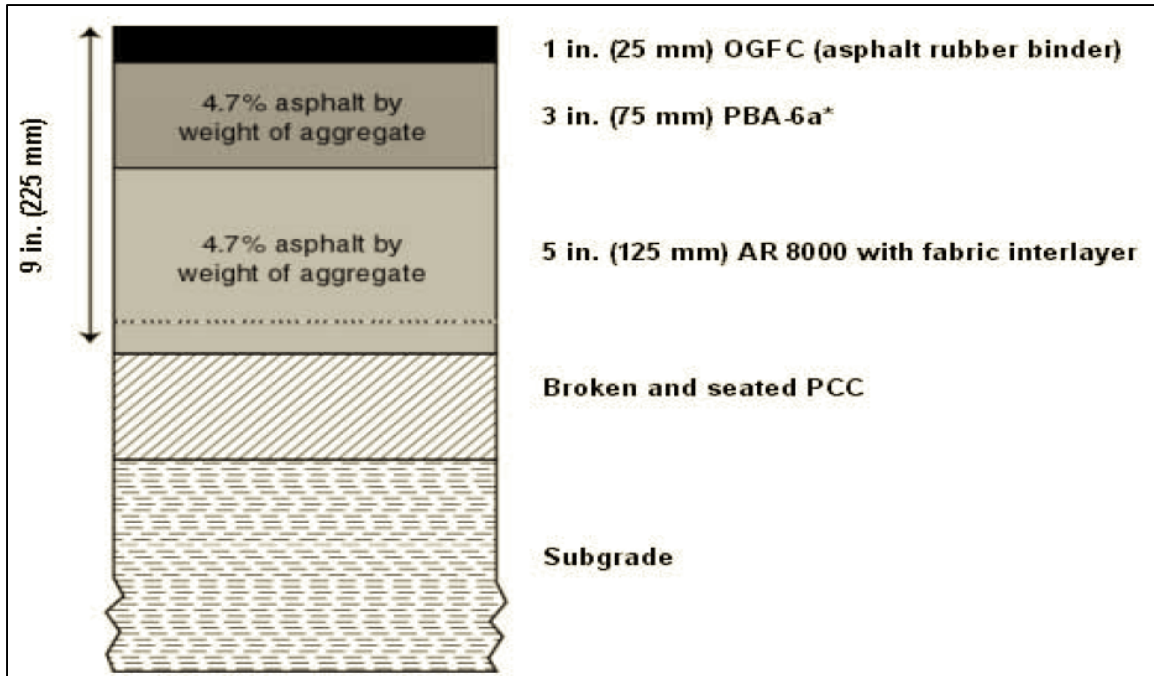 1 in. (25 mm) OGFC (asphalt rubber binder)
4.7% asphalt by
weight of aggregate
3 in. (75 mm) PBA-6a*
9 in. (225 mm)
4.7% asphalt by
weight of aggregate
5 in. (125 mm) AR 8000 with fabric interlayer
Broken and seated PCC
Subgrade